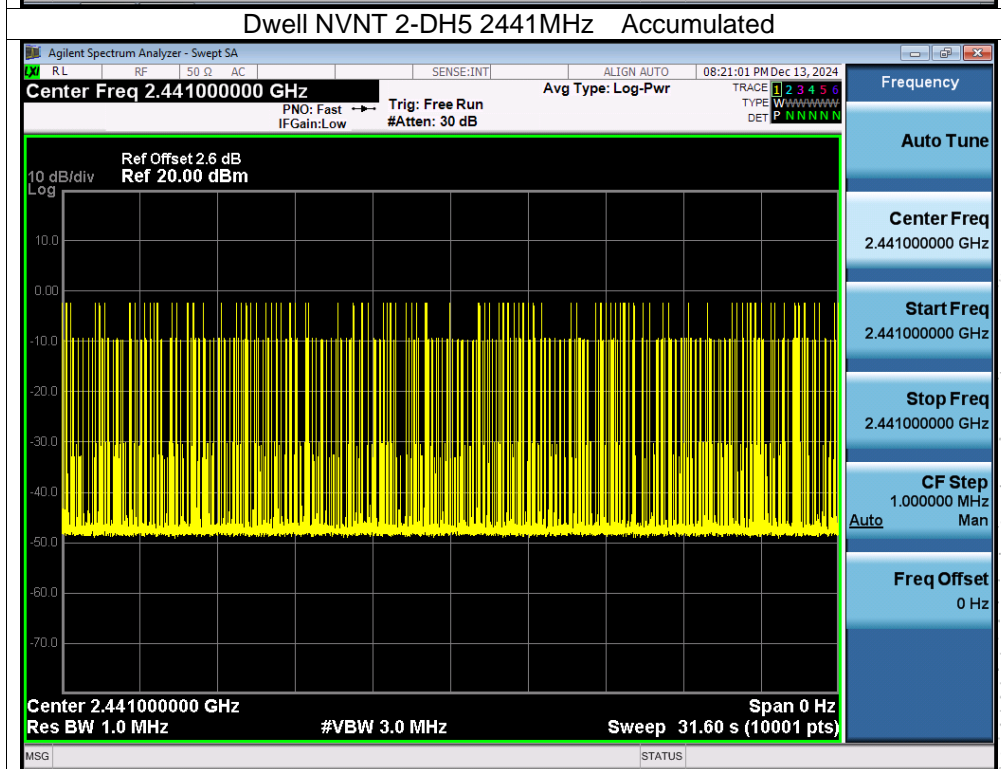 Dwell NVNT 2-DH5 2441MHz Accumulated
Agilent Spectrum Analyzer - Swept SA
LXI RL RF 50 Ω AC SENSE:INT ALIGN AUTO 08:21:01 PM Dec 13, 2024
Center Freq 2.441000000 GHz
PNO: Fast
IFGain:Low
Trig: Free Run
#Atten: 30 dB
Avg Type: Log-Pwr
TRACE 1 2 3 4 5 6
TYPE WWWWWWW
DET P N N N N N
Frequency
Ref Offset 2.6 dB
10 dB/div Ref 20.00 dBm
Log
10.0
0.00
-10.0
-20.0
-30.0
-40.0
-50.0
-60.0
-70.0
Center 2.441000000 GHz Span 0 Hz
Res BW 1.0 MHz #VBW 3.0 MHz Sweep 31.60 s (10001 pts)
Auto Tune
Center Freq
2.441000000 GHz
Start Freq
2.441000000 GHz
Stop Freq
2.441000000 GHz
CF Step
1.000000 MHz
Auto Man
Freq Offset
0 Hz
MSG STATUS